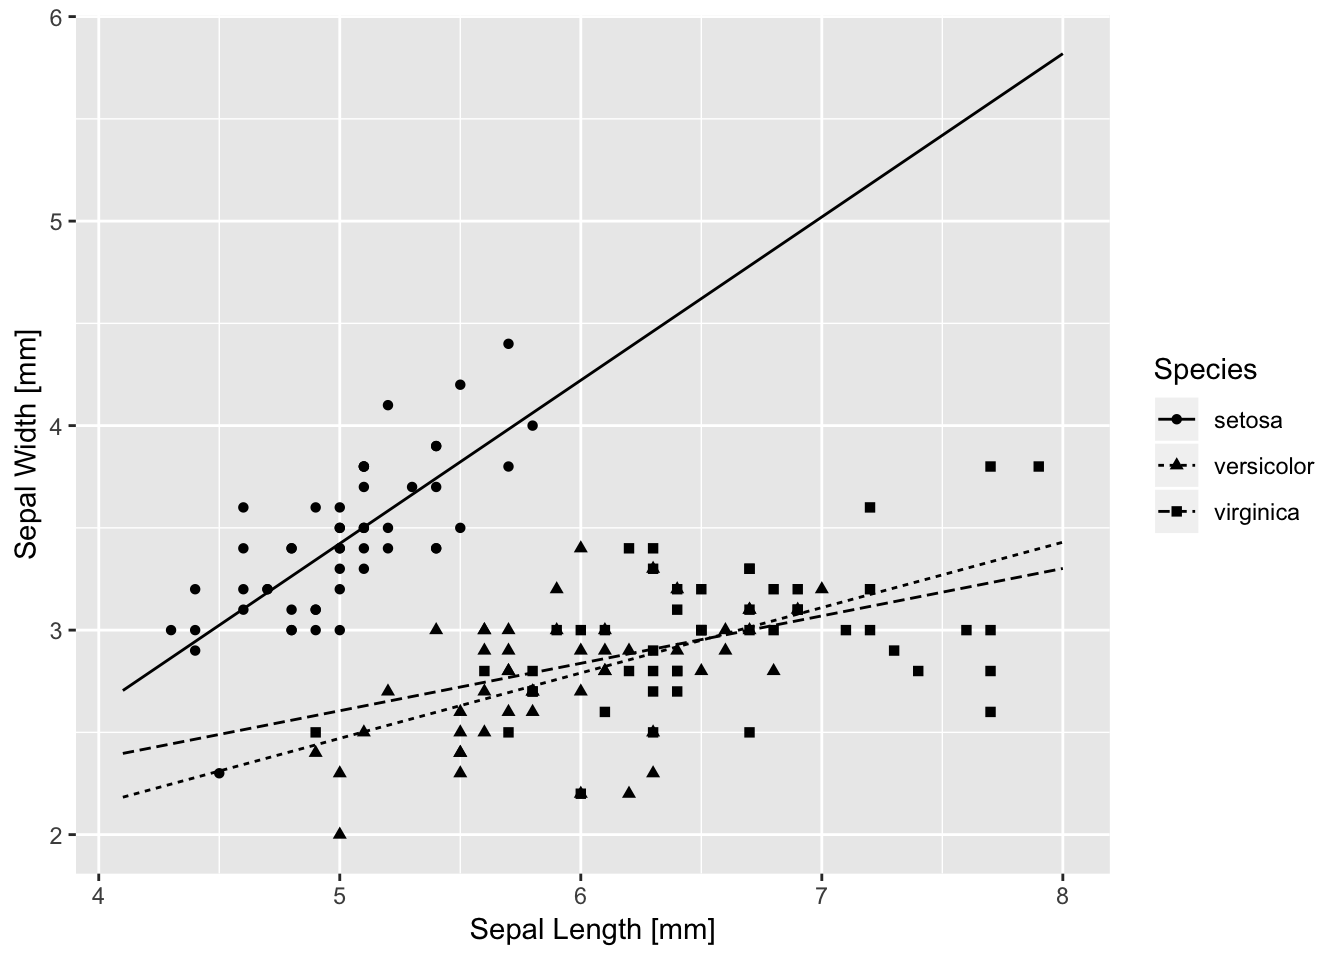 6
5
4
3
2
4 5 6 7 8
Sepal Width [mm]
Sepal Length [mm]
Species
setosa
versicolor
virginica